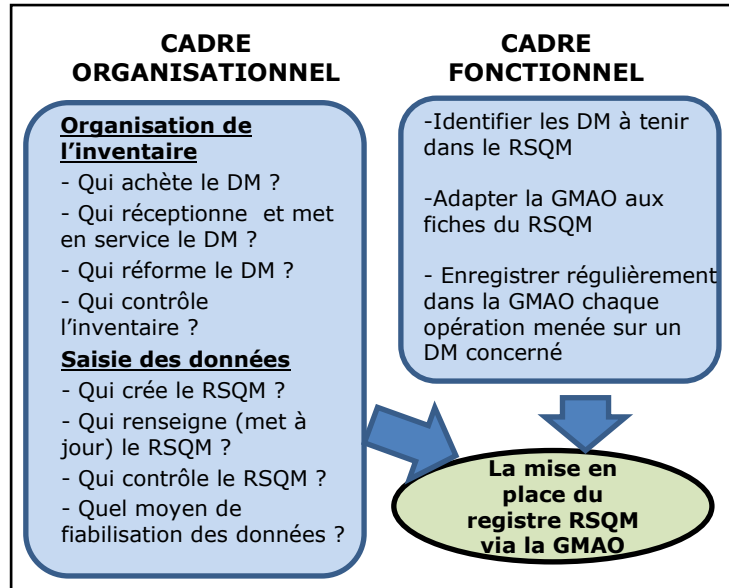 CADRE
ORGANISATIONNEL
Organisation de
l'inventaire
- Qui achète le DM ?
- Qui réceptionne et met
en service le DM ?
- Qui réforme le DM ?
- Qui contrôle
l'inventaire ?
Saisie des données
- Qui crée le RSQM ?
- Qui renseigne (met à
jour) le RSQM ?
- Qui contrôle le RSQM ?
- Quel moyen de
fiabilisation des données ?
CADRE
FONCTIONNEL
-Identifier les DM à tenir
dans le RSQM
-Adapter la GMAO aux
fiches du RSQM
- Enregistrer régulièrement
dans la GMAO chaque
opération menée sur un
DM concerné
La mise en
place du
registre RSQM
via la GMAO